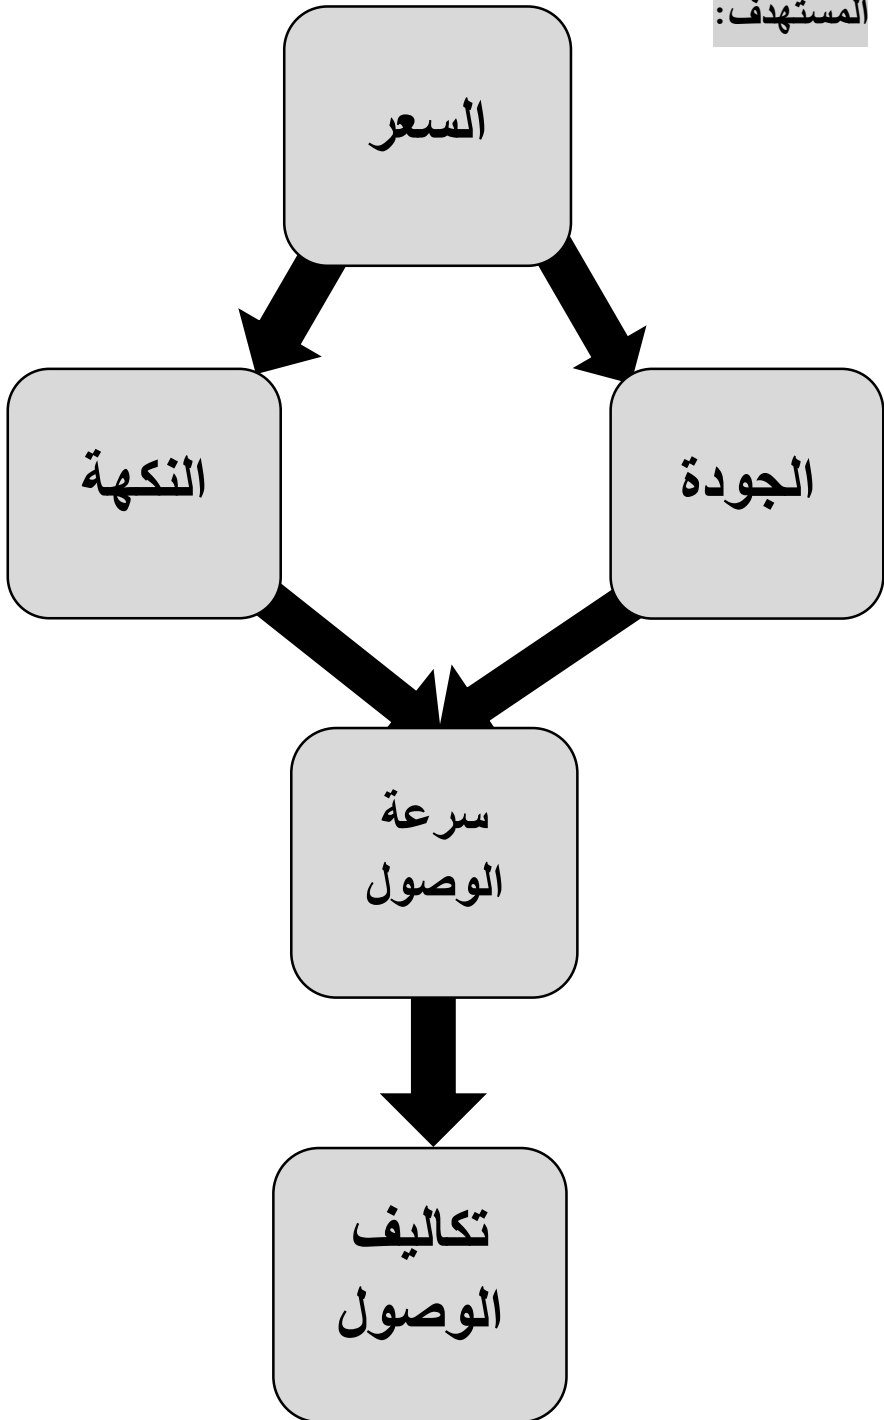 المستهدف:
السعر
الجودة
النكهة
سرعة
الوصول
تكاليف
الوصول